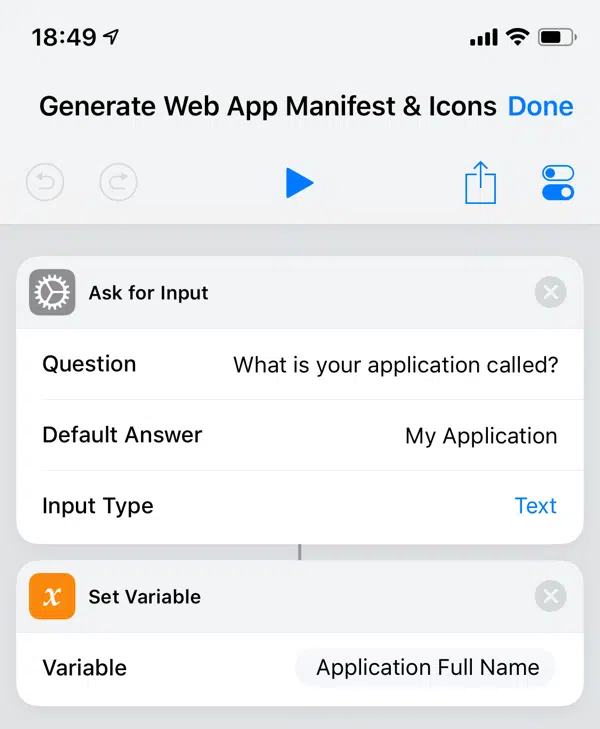 18:49
Generate Web App Manifest & Icons Done
Ask for Input
Question What is your application called?
Default Answer My Application
Input Type Text
x Set Variable
Variable Application Full Name